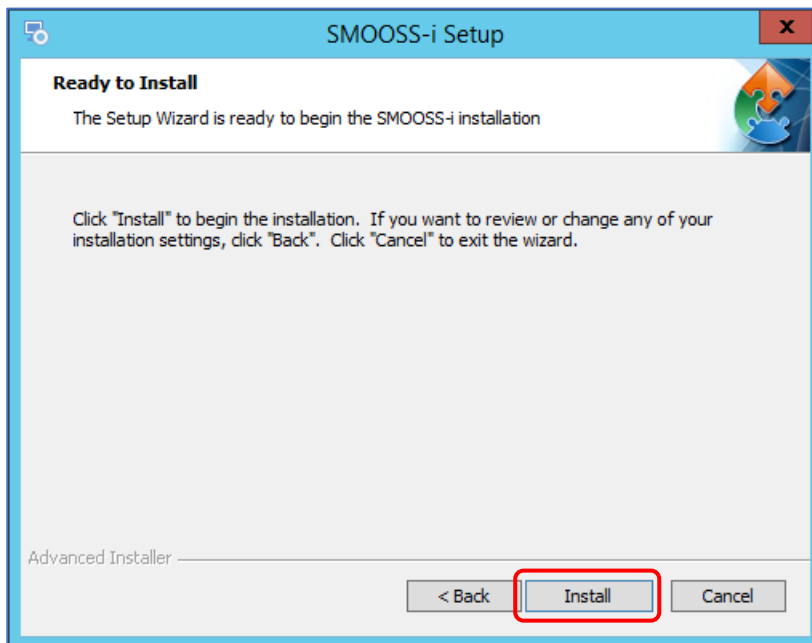 SMOOSS-i Setup
x
Ready to Install
The Setup Wizard is ready to begin the SMOOSS-i installation
Click "Install" to begin the installation. If you want to review or change any of your
installation settings, click "Back". Click "Cancel" to exit the wizard.
Advanced Installer
< Back Install Cancel